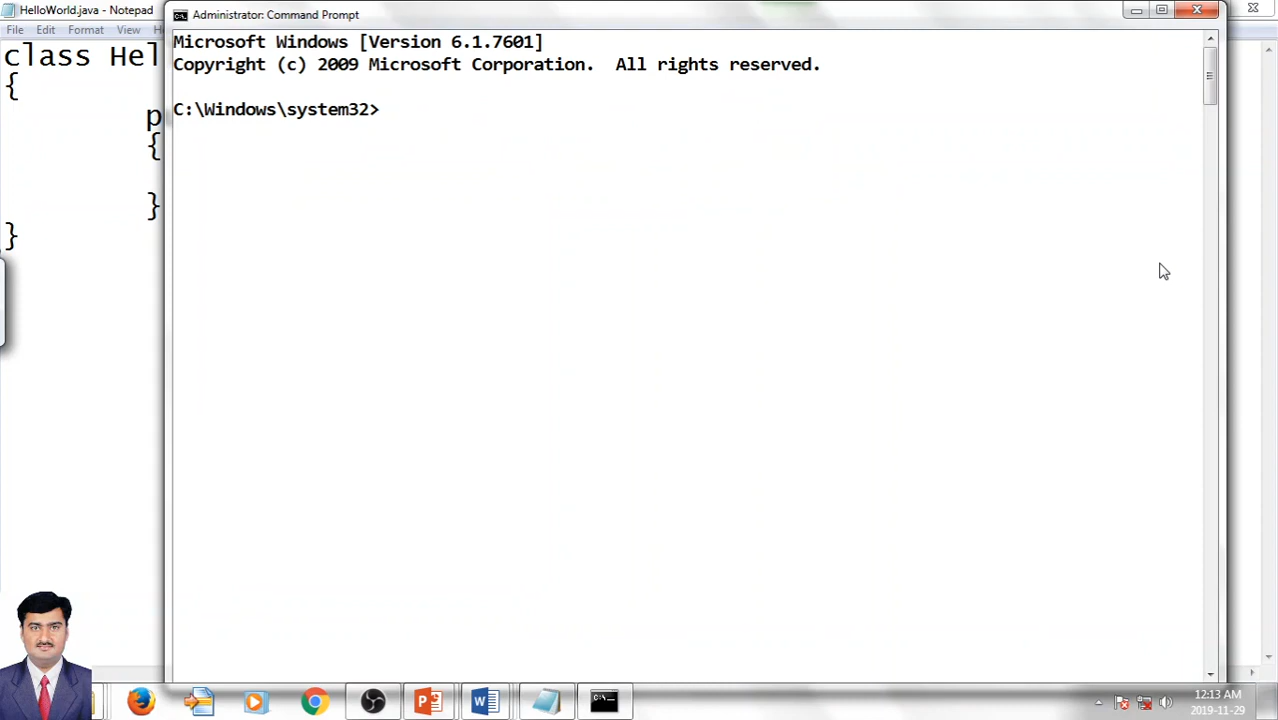 HelloWorld.java - Notepad
File Edit Format View
class Hel
{
{
}
}
Administrator: Command Prompt
Microsoft Windows [Version 6.1.7601]
Copyright (c) 2009 Microsoft Corporation. All rights reserved.
C:\Windows\system32>
12:13 AM
2019-11-29